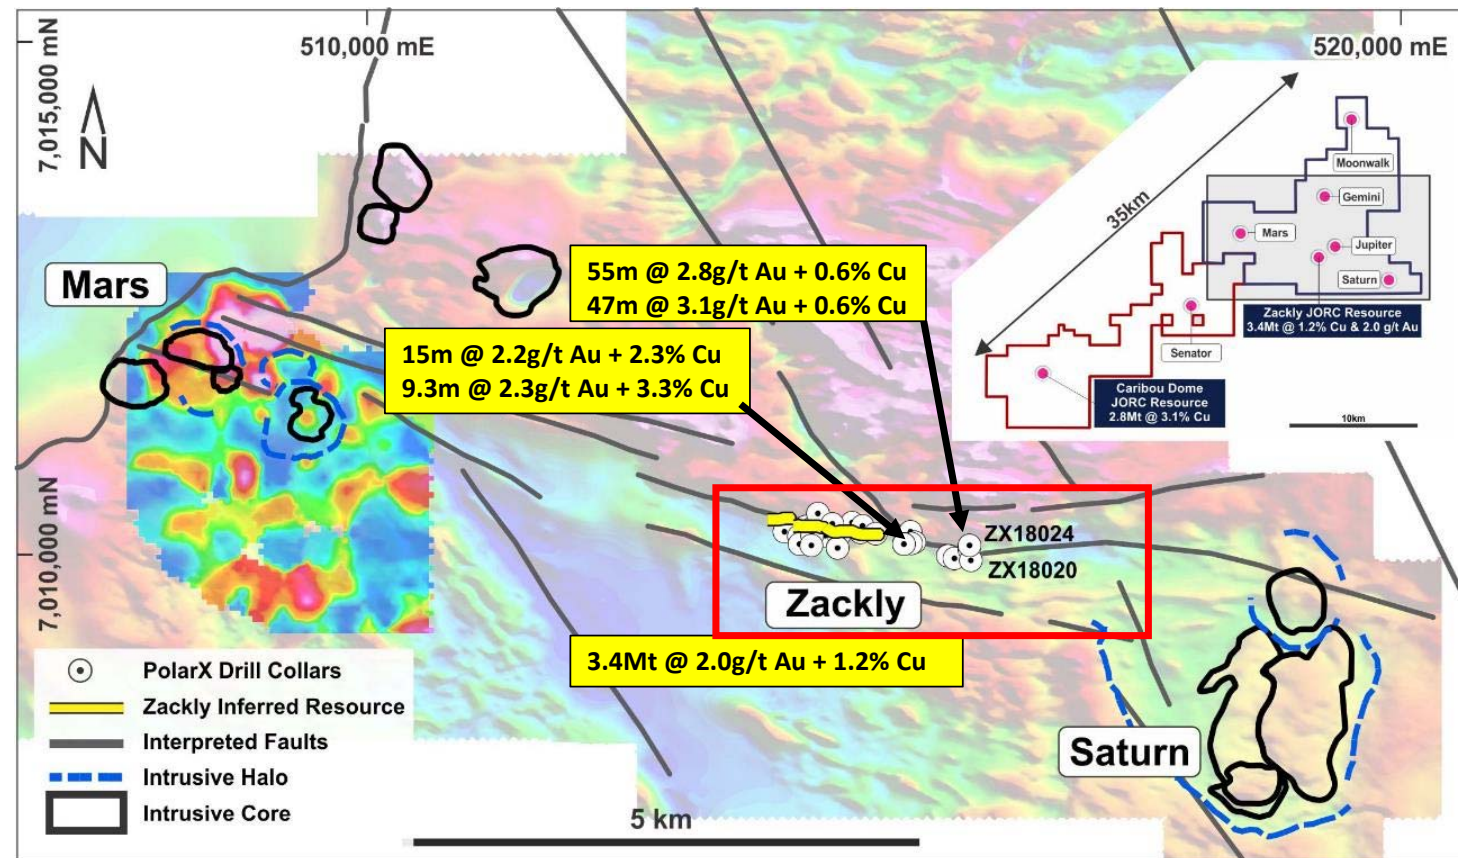 510,000 mE
520,000 mE
7,015,000 mN
N
7,010,000 mN
Mars
55m @ 2.8g/t Au + 0.6% Cu
47m @ 3.1g/t Au + 0.6% Cu
15m @ 2.2g/t Au + 2.3% Cu
9.3m @ 2.3g/t Au + 3.3% Cu
35km
Moonwalk
Gemini
Mars
Jupiter
Saturn
Zackly JORC Resource
3.4Mt @ 1.2% Cu & 2.0 g/t Au
Senator
Caribou Dome
JORC Resource
2.8Mt @ 3.1% Cu
10km
ZX18024
ZX18020
Zackly
3.4Mt @ 2.0g/t Au + 1.2% Cu
Saturn
PolarX Drill Collars
Zackly Inferred Resource
Interpreted Faults
Intrusive Halo
Intrusive Core
5 km